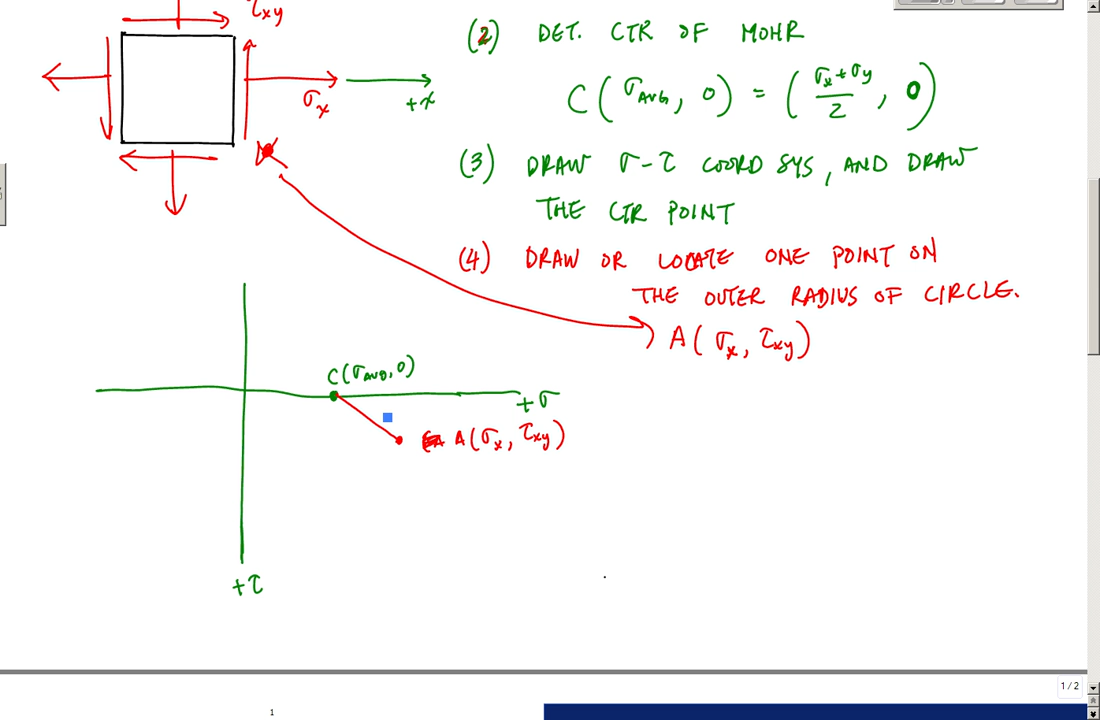 τxy
σx
+x
(2) DET. CTR OF MOHR
C(σAVG, 0) = (σx+σy/2, 0)
(3) DRAW σ-τ COORD SYS, AND DRAW
THE CTR POINT
(4) DRAW OR LOCATE ONE POINT ON
THE OUTER RADIUS OF CIRCLE.
A(σx, τxy)
C(σAVG, 0)
+σ
A(σx, τxy)
+τ
1/2
1